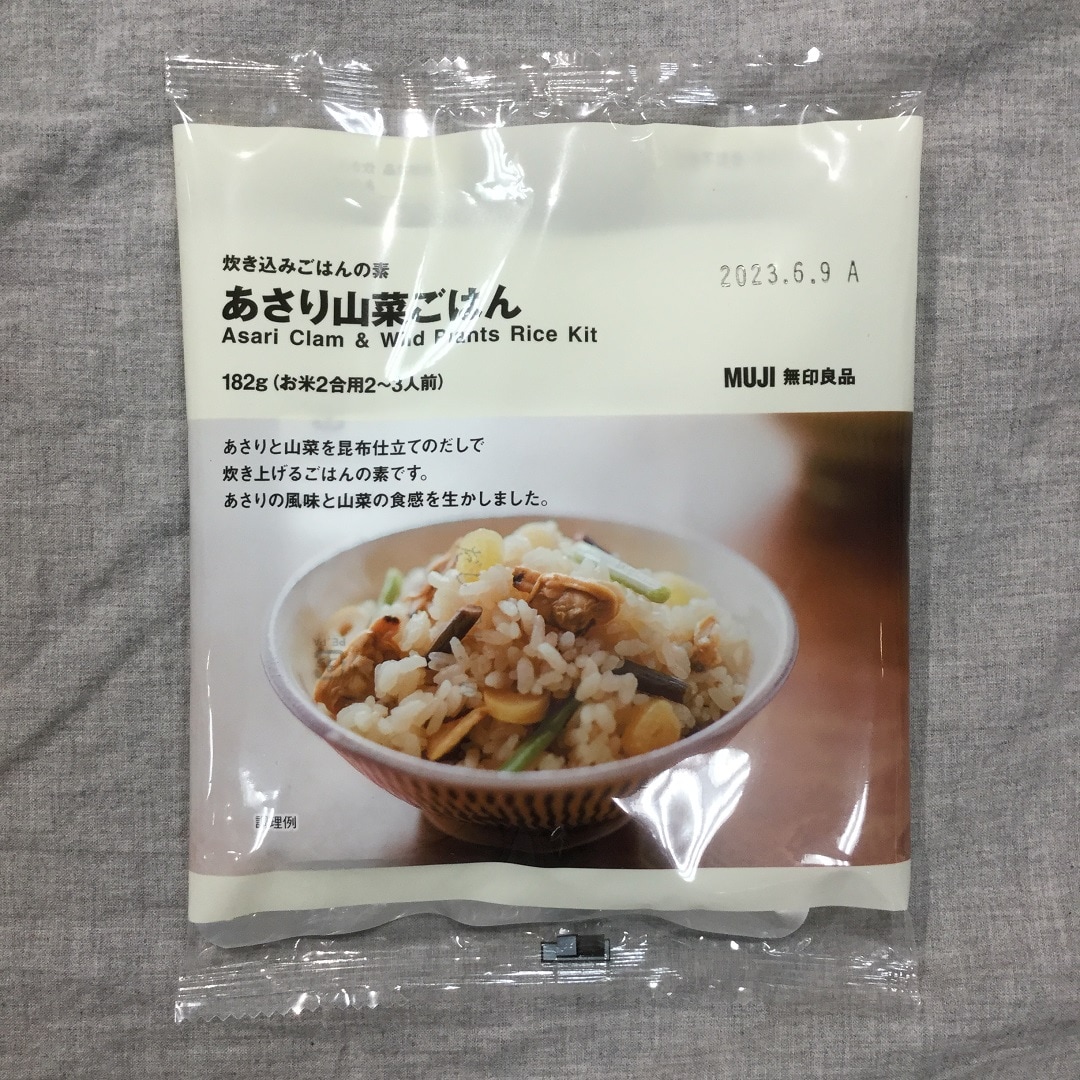 炊き込みごはんの素
あさり山菜ごはん
Asari Clam & Wild Plants Rice Kit
2023.6.9 A
182g（お米2合用2～3人前）
MUJI 無印良品
あさりと山菜を昆布仕立てのだしで
炊き上げるごはんの素です。
あさりの風味と山菜の食感を生かしました。
調理例